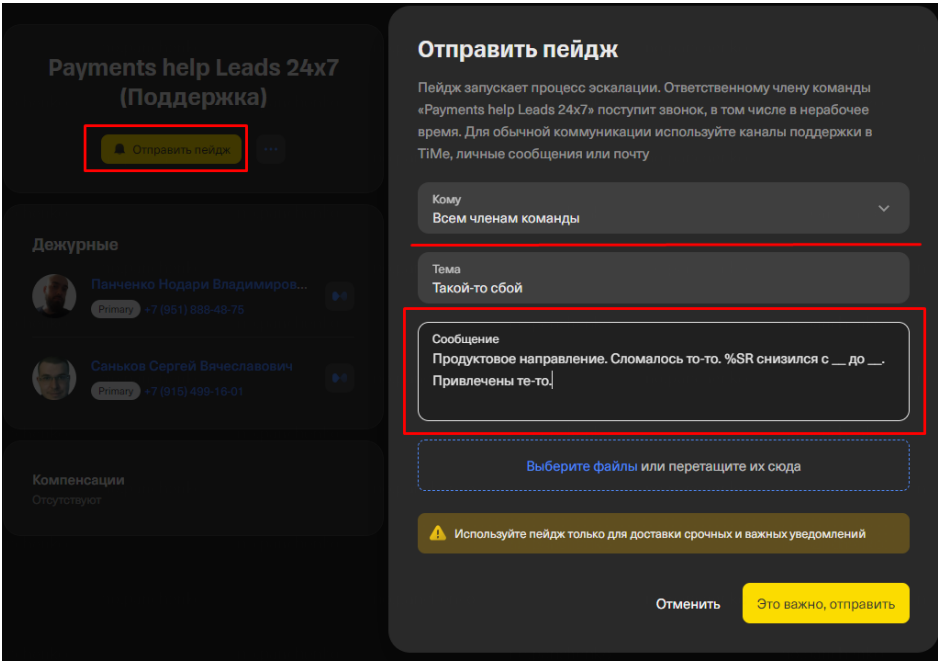 Payments help Leads 24x7
(Поддержка)
Отправить пейдж
Дежурные
Панченко Нодари Владимиров...
Primary +7 (951) 888-48-75
Саньков Сергей Вячеславович
Primary +7 (915) 499-16-01
Компенсации
Отсутствуют
Отправить пейдж
Пейдж запускает процесс эскалации. Ответственному члену команды
«Payments help Leads 24x7» поступит звонок, в том числе в нерабочее
время. Для обычной коммуникации используйте каналы поддержки в
TiMe, личные сообщения или почту
Кому
Всем членам команды
Тема
Такой-то сбой
Сообщение
Продуктовое направление. Сломалось то-то. %SR снизился с __ до __.
Привлечены те-то.
Выберите файлы или перетащите их сюда
Используйте пейдж только для доставки срочных и важных уведомлений
Отменить
Это важно, отправить